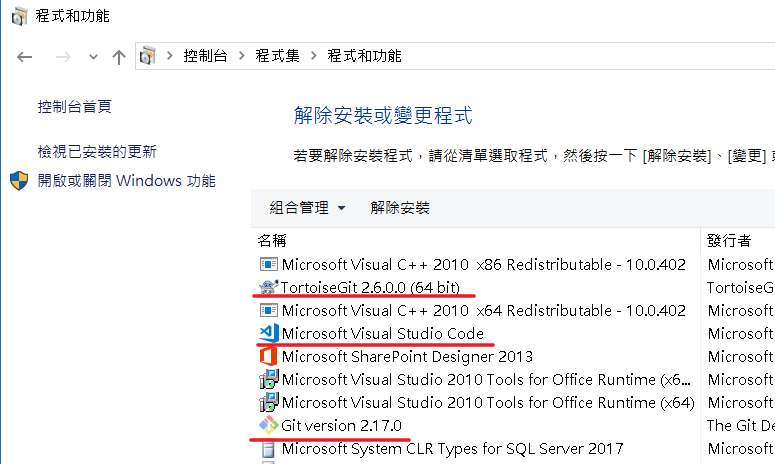 程式和功能
控制台 程式集 程式和功能
控制台首頁
檢視已安裝的更新
開啟或關閉 Windows 功能
解除安裝或變更程式
若要解除安裝程式，請從清單選取程式，然後按一下 [解除安裝]、[變更] 或
組合管理 解除安裝
名稱 發行者
Microsoft Visual C++ 2010 x86 Redistributable - 10.0.402 Microsof
TortoiseGit 2.6.0.0 (64 bit) TortoiseG
Microsoft Visual C++ 2010 x64 Redistributable - 10.0.402 Microsof
Microsoft Visual Studio Code Microsof
Microsoft SharePoint Designer 2013 Microsof
Microsoft Visual Studio 2010 Tools for Office Runtime (x6... Microsof
Microsoft Visual Studio 2010 Tools for Office Runtime (x64) Microsof
Git version 2.17.0 The Git De
Microsoft System CLR Types for SQL Server 2017 Microsof